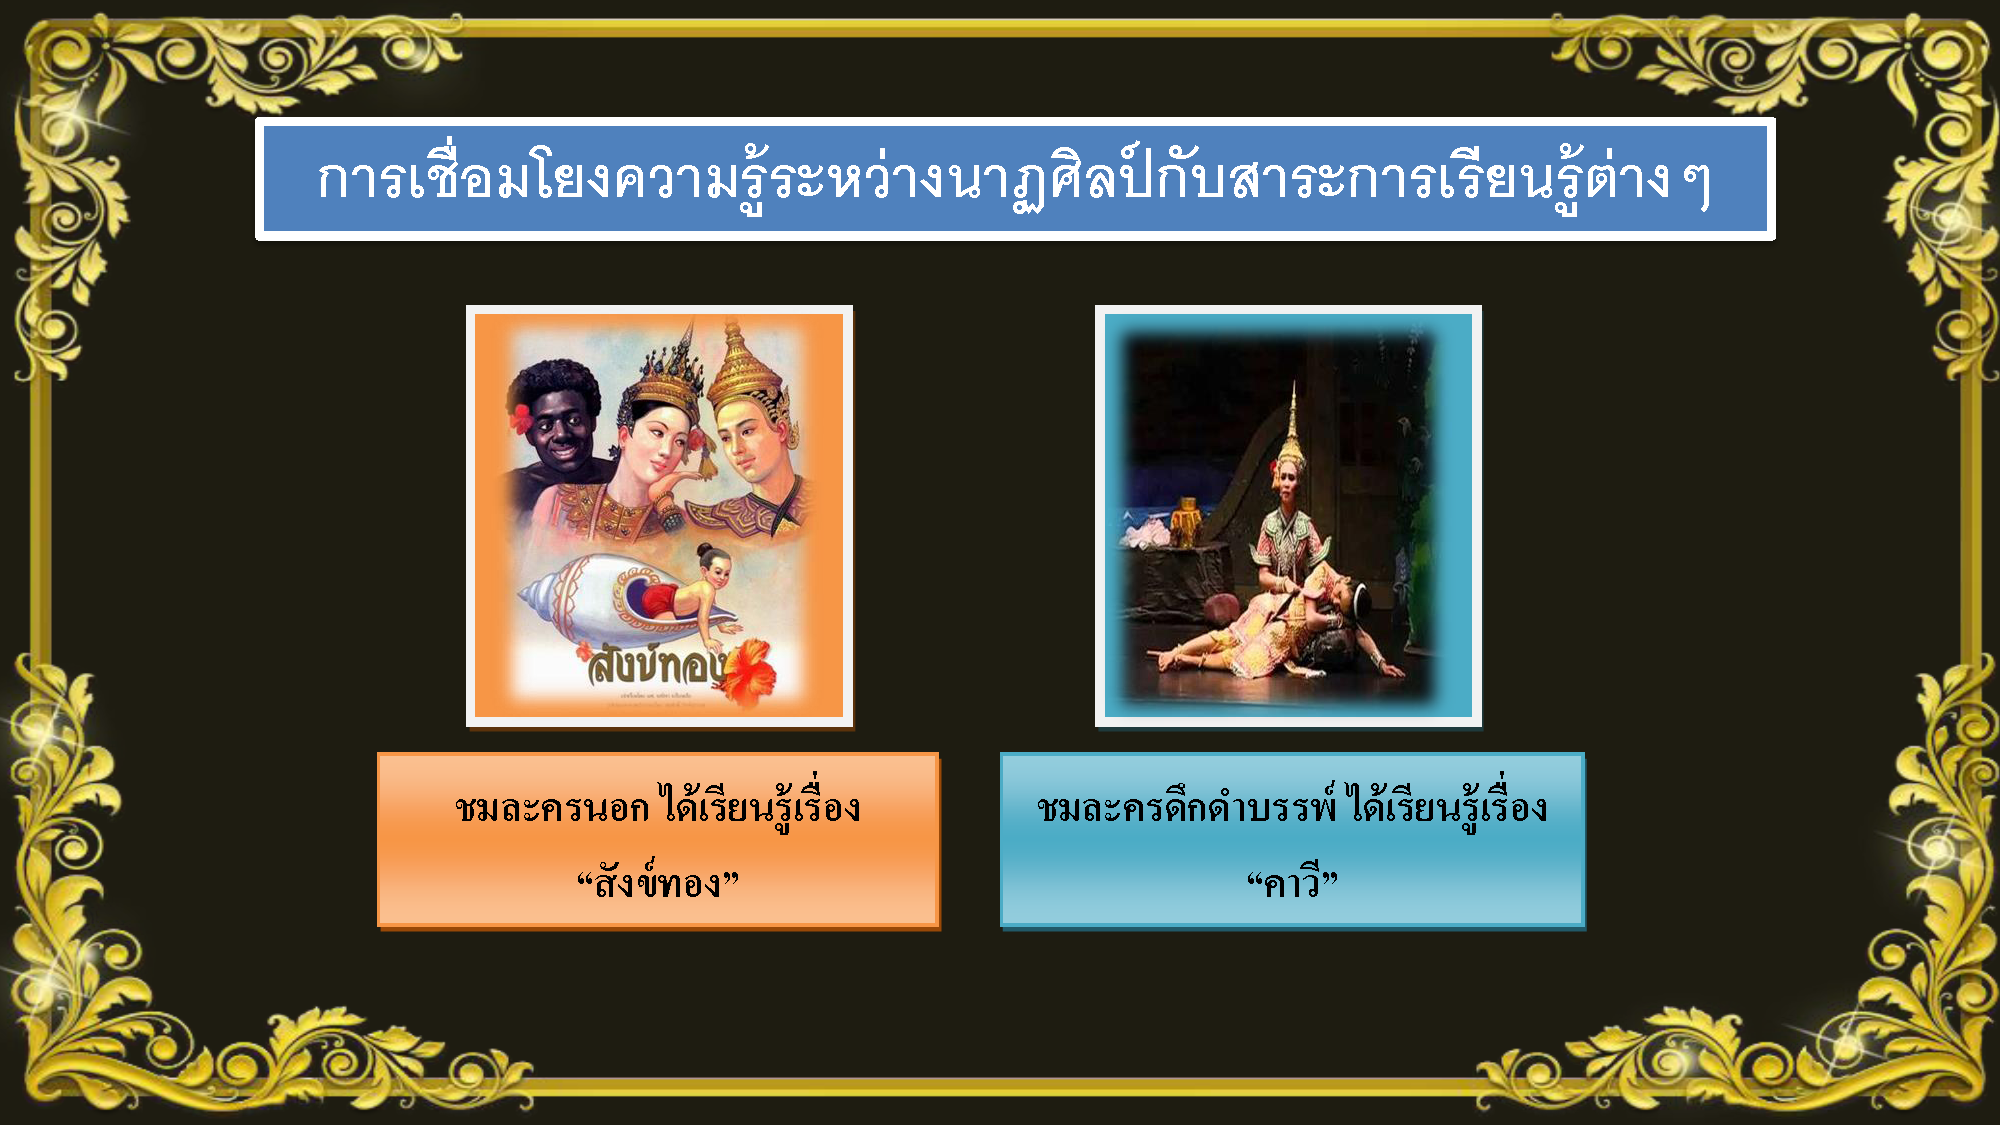 การเชื่อมโยงความรู้ระหว่างนาฏศิลป์กับสาระการเรียนรู้ต่าง ๆ
สังข์ทอง
ชมละครนอก ได้เรียนรู้เรื่อง
“สังข์ทอง”
ชมละครดึกดำบรรพ์ ได้เรียนรู้เรื่อง
“คาวี”